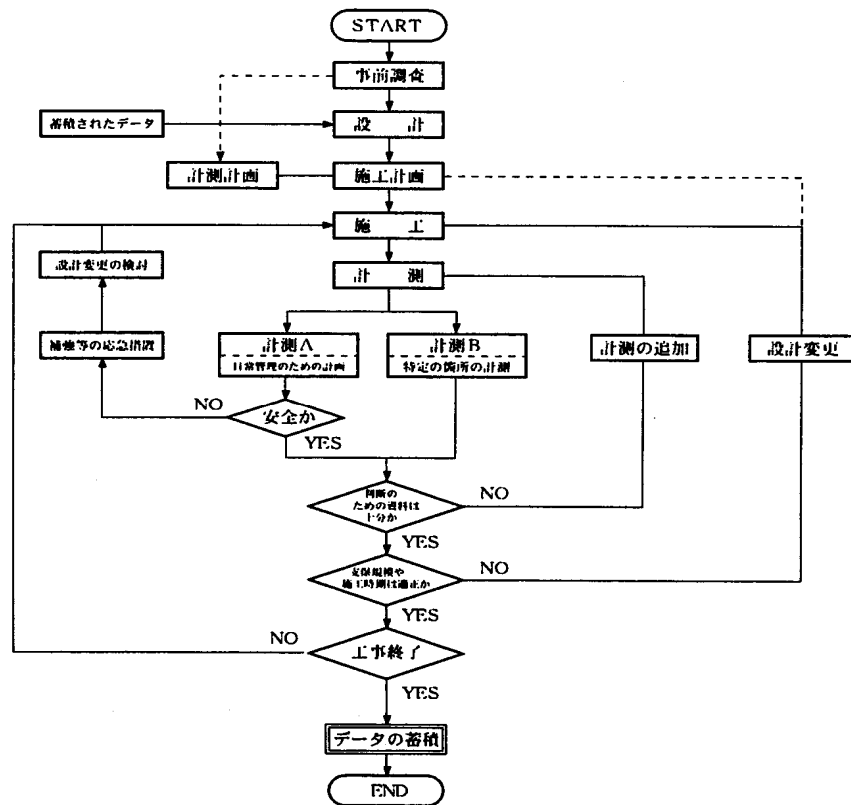 START
事前調査
蓄積されたデータ
設 計
計測計画
施工計画
施 工
設計変更の検討
計 測
補強等の応急措置
計測A
日常管理のための計画
計測B
特定の箇所の計測
計測の追加
設計変更
NO
安全か
YES
判断の
ための資料は
十分か
NO
YES
支保規模や
施工時期は適正か
NO
YES
NO
工事終了
YES
データの蓄積
END